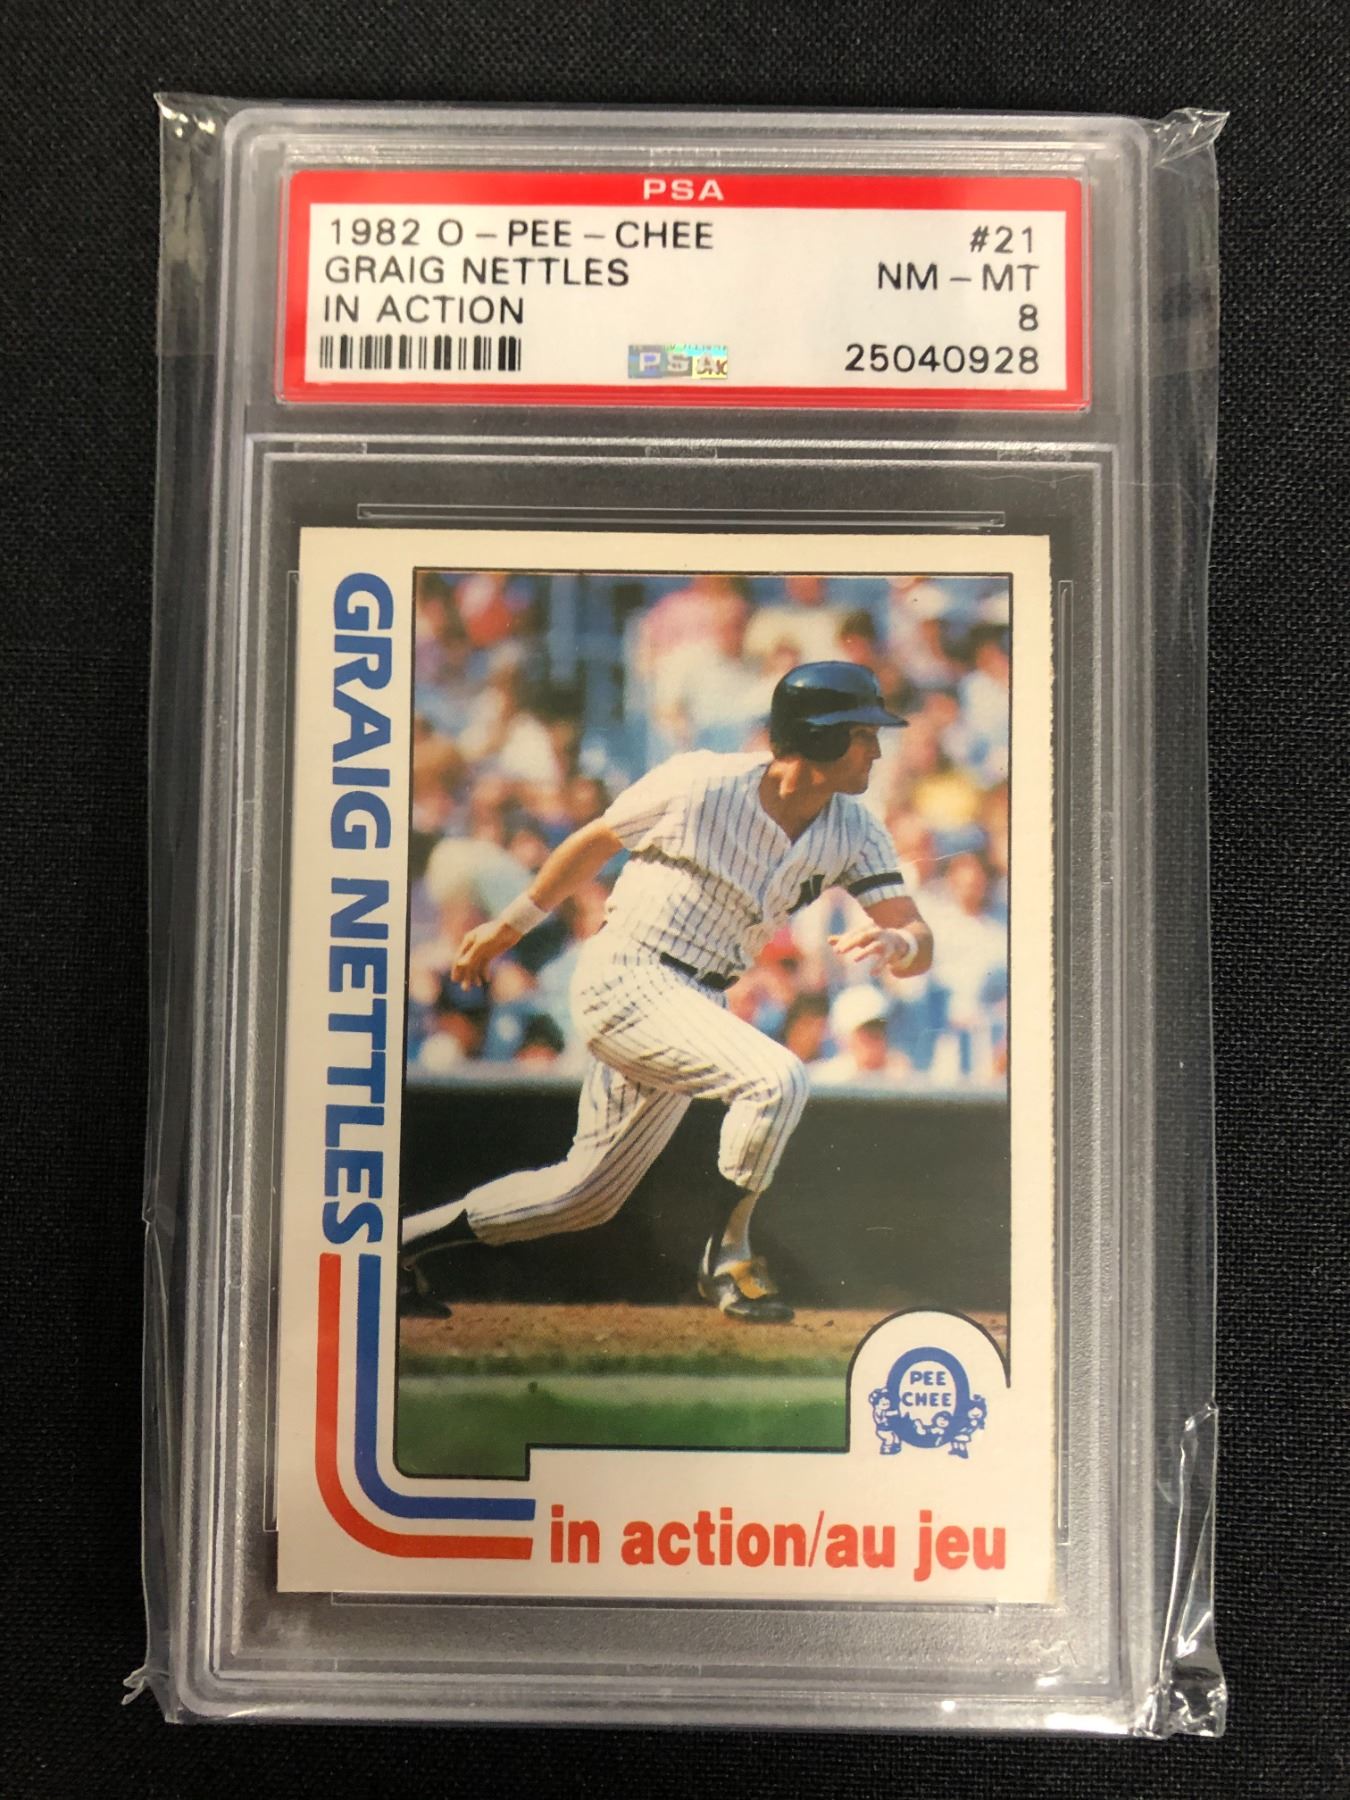 PSA
1982 O-PEE-CHEE #21
GRAIG NETTLES NM-MT
IN ACTION 8
PSA 25040928
GRAIG NETTLES
PEE
CHEE
in action/au jeu